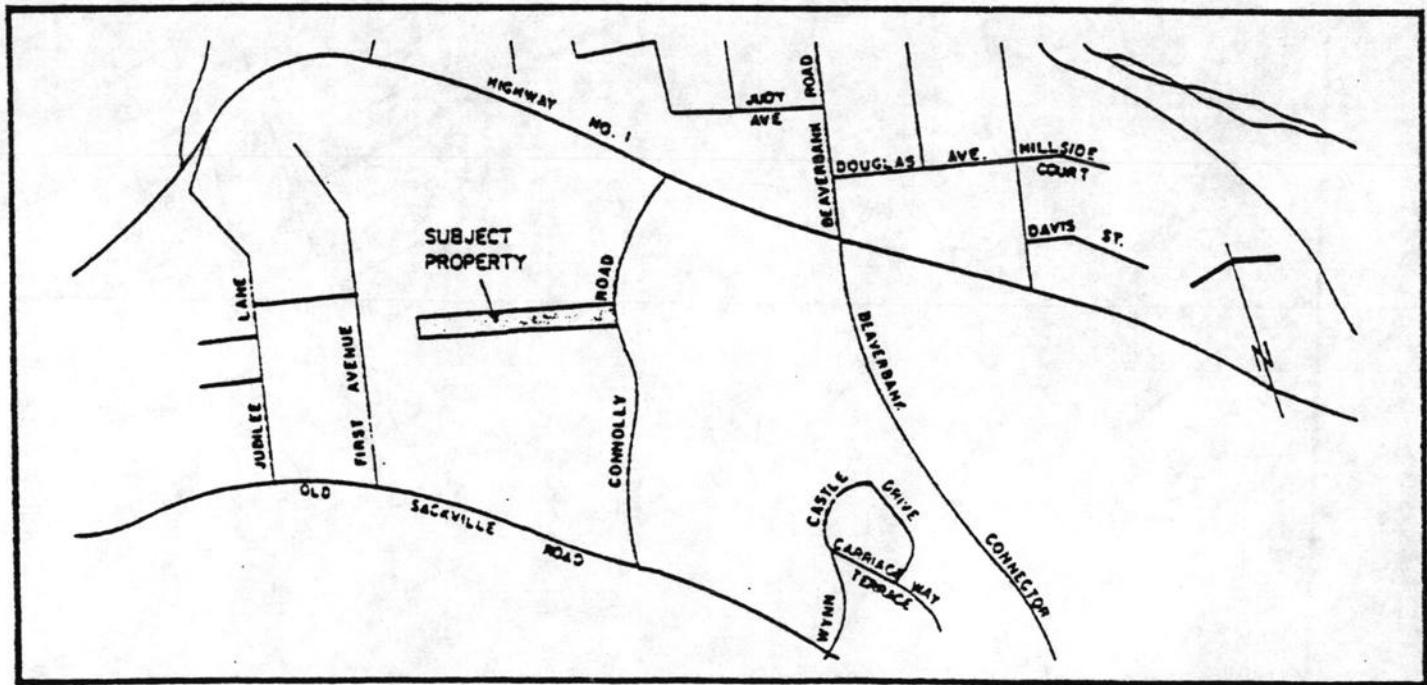 HIGHWAY
NO. 1
JUDY
AVE.
BEAVERBANK ROAD
DOUGLAS AVE.
HILLSIDE
COURT
DAVIS ST.
SUBJECT
PROPERTY
CONNOLLY ROAD
JUBILEE LANE
FIRST AVENUE
N
BEAVERBANK
CONNECTOR
OLD
SACKVILLE
ROAD
CASTLE
DRIVE
CARRIAGE WAY
TERRACE
WYNN